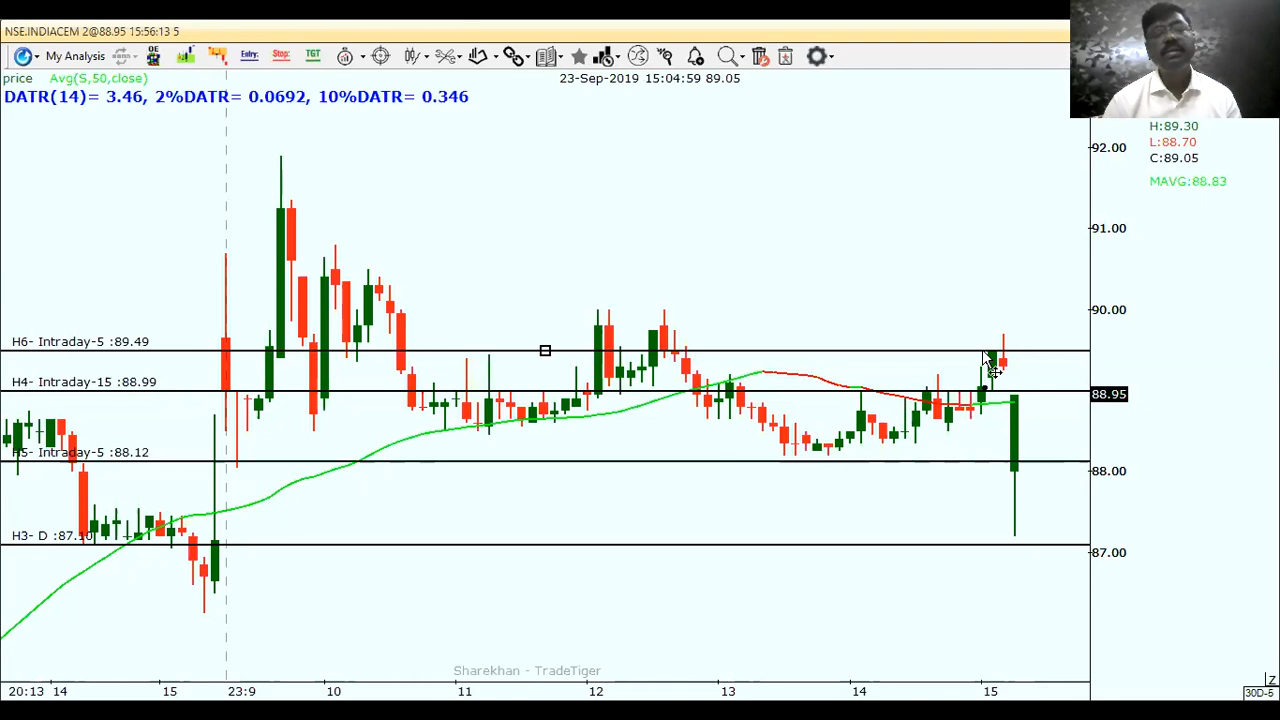 NSE.INDIACEM 2@88.95 15:56:13 5
My Analysis
OE
Entry:
Stop:
TGT
price Avg(S,50,close)
23-Sep-2019 15:04:59 89.05
DATR(14)= 3.46, 2%DATR= 0.0692, 10%DATR= 0.346
H:89.30
L:88.70
C:89.05
MAVG:88.83
92.00
91.00
90.00
H6- Intraday-5 :89.49
H4- Intraday-15 :88.99
88.95
H5- Intraday-5 :88.12
88.00
H3- D :87.10
87.00
Sharekhan - TradeTiger
Z
20:13 14 15 23:9 10 11 12 13 14 15
30D-5